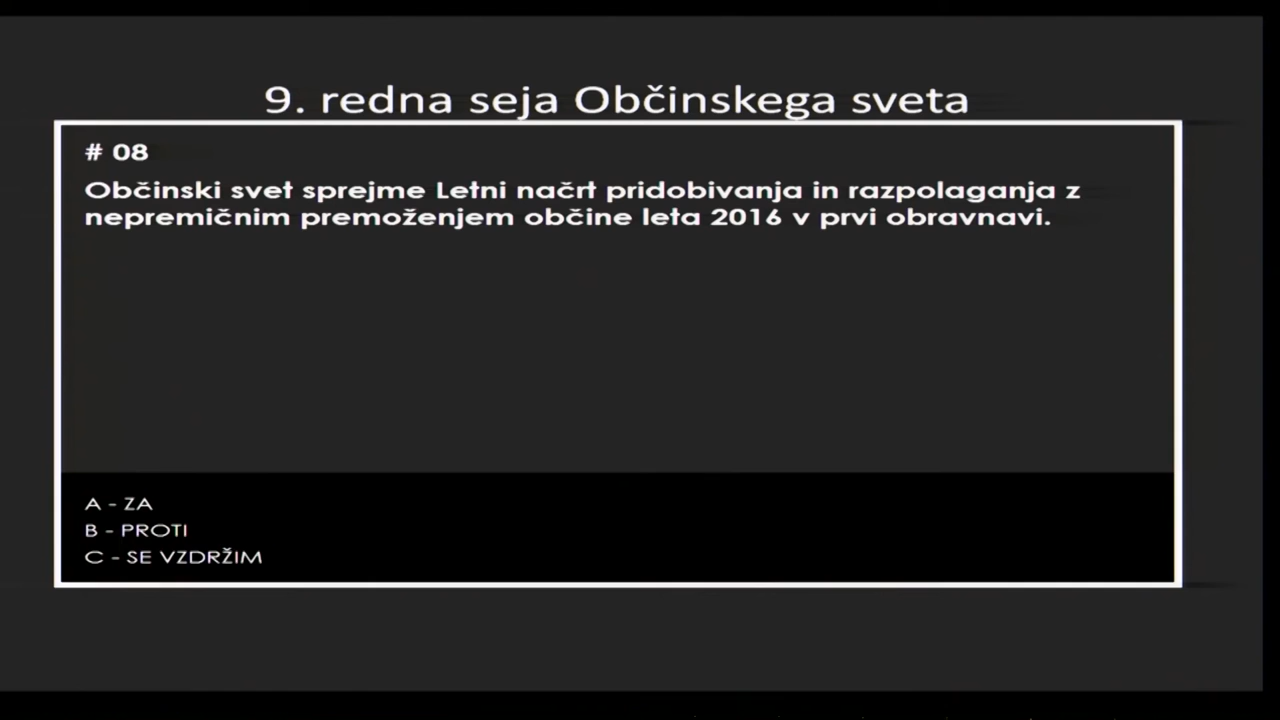 9. redna seja Občinskega sveta
# 08
Občinski svet sprejme Letni načrt pridobivanja in razpolaganja z
nepremičnim premoženjem občine leta 2016 v prvi obravnavi.
A - ZA
B - PROTI
C - SE VZDRŽIM